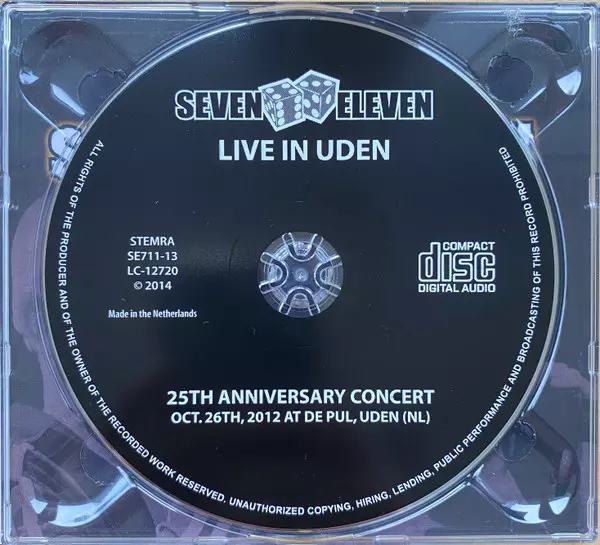 SEVEN ELEVEN
LIVE IN UDEN
STEMRA
SE711-13
LC-12720
© 2014
Made in the Netherlands
COMPACT
disc
DIGITAL AUDIO
25TH ANNIVERSARY CONCERT
OCT. 26TH, 2012 AT DE PUL, UDEN (NL)
ALL RIGHTS OF THE PRODUCER AND OF THE OWNER OF THE RECORDED WORK RESERVED. UNAUTHORIZED COPYING, HIRING, LENDING, PUBLIC PERFORMANCE AND BROADCASTING OF THIS RECORD PROHIBITED